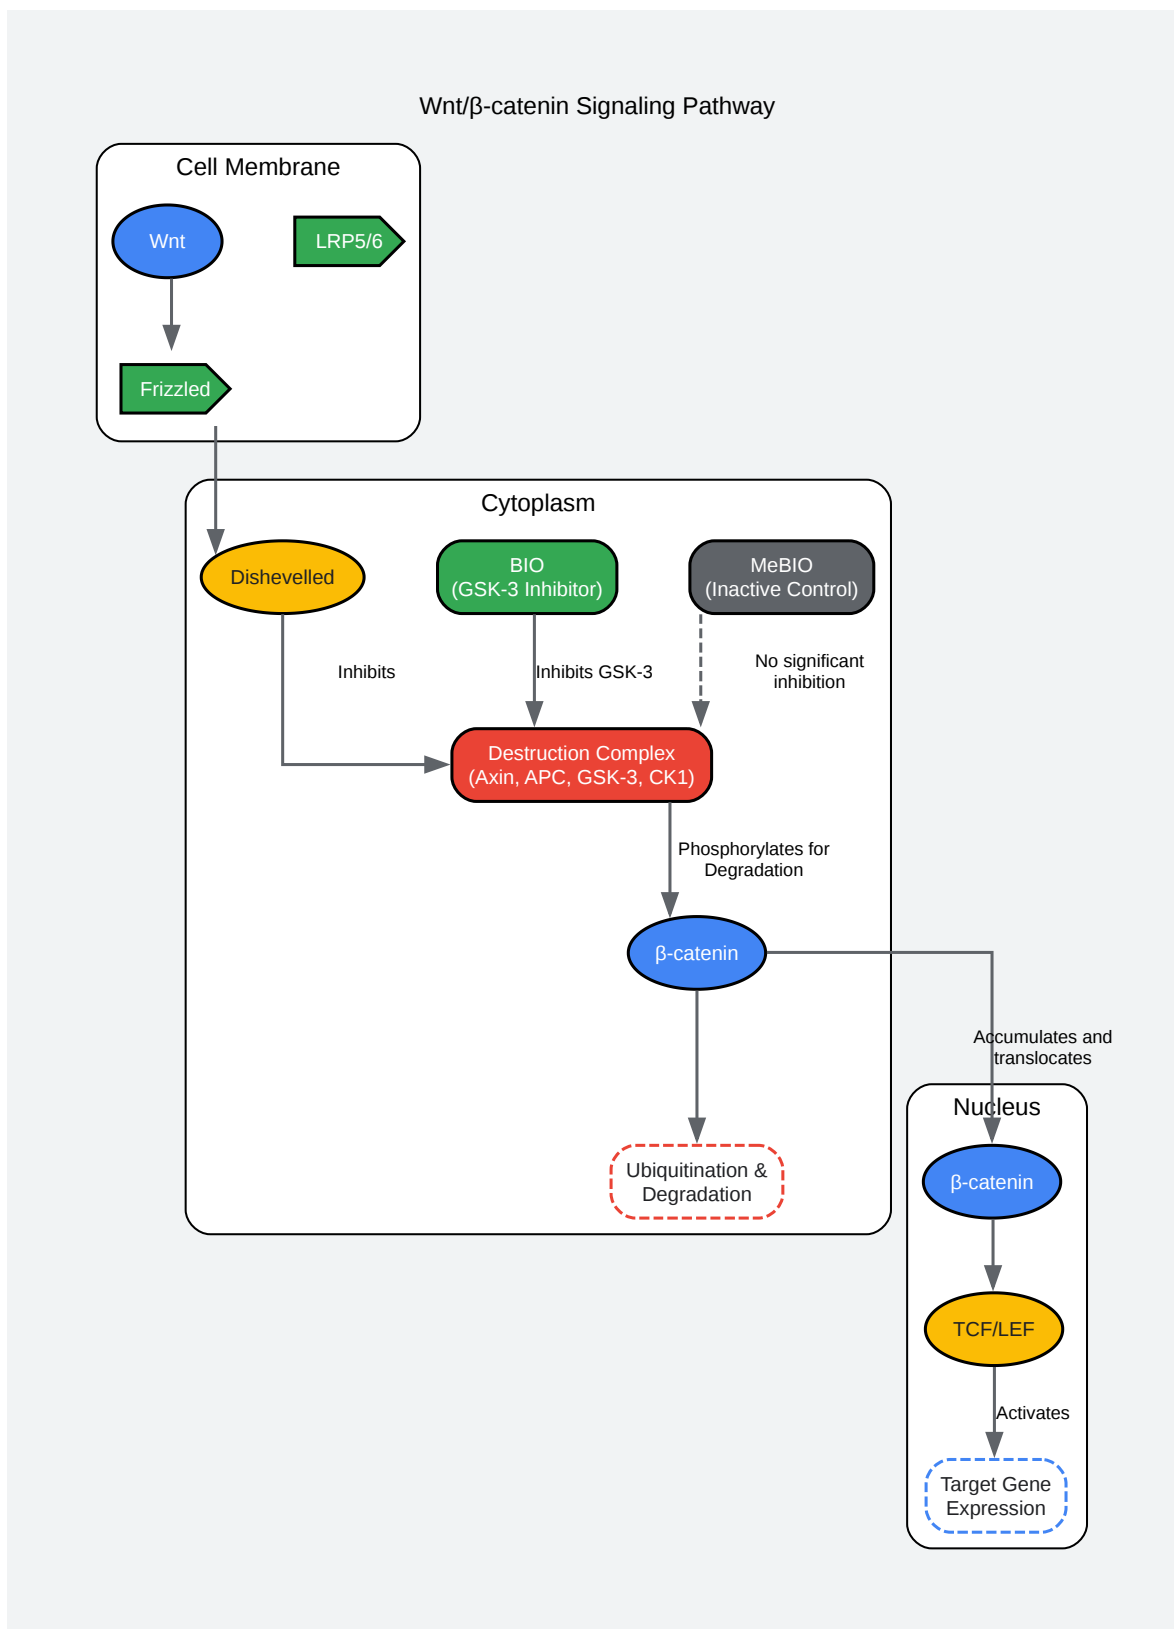 Wnt/β-catenin Signaling Pathway
Cell Membrane
Wnt
LRP5/6
Frizzled
Cytoplasm
Dishevelled
BIO
(GSK-3 Inhibitor)
MeBIO
(Inactive Control)
Inhibits
Inhibits GSK-3
No significant
inhibition
Destruction Complex
(Axin, APC, GSK-3, CK1)
Phosphorylates for
Degradation
β-catenin
Accumulates and
translocates
Nucleus
Ubiquitination &
Degradation
β-catenin
TCF/LEF
Activates
Target Gene
Expression